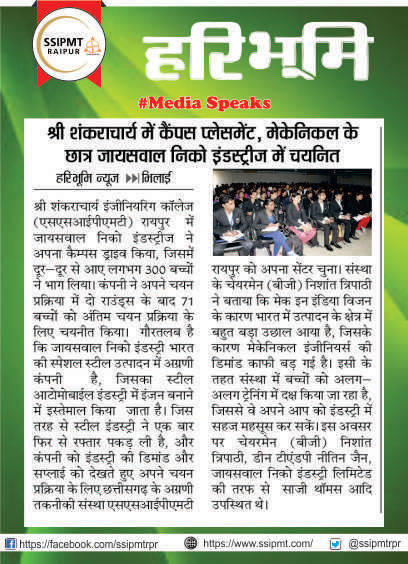 SSIPMT
RAIPUR
हरिभूमि
#Media Speaks
श्री शंकराचार्य में कैंपस प्लेसमेंट, मेकेनिकल के
छात्र जायसवाल निको इंडस्ट्रीज में चयनित
हरिभूमि न्यूज भिलाई
श्री शंकराचार्य इंजीनियरिंग कॉलेज
(एसएसआईपीएमटी) रायपुर में
जायसवाल निको इंडस्ट्रीज ने
अपना कैम्पस ड्राइव किया, जिसमें
दूर-दूर से आए लगभग 300 बच्चों
ने भाग लिया। कंपनी ने अपने चयन
प्रक्रिया में दो राउंड्स के बाद 71
बच्चों को अंतिम चयन प्रक्रिया के
लिए चयनीत किया। गौरतलब है
कि जायसवाल निको इंडस्ट्री भारत
की स्पेशल स्टील उत्पादन में अग्रणी
कंपनी है, जिसका स्टील
आटोमोबाईल इंडस्ट्री में इंजन बनाने
में इस्तेमाल किया जाता है। जिस
तरह से स्टील इंडस्ट्री ने एक बार
फिर से रफ्तार पकड़ ली है, और
कंपनी को इंडस्ट्री की डिमांड और
सप्लाई को देखते हुए अपने चयन
प्रक्रिया के लिए छत्तीसगढ़ के अग्रणी
तकनीकी संस्था एसएसआईपीएमटी
रायपुर को अपना सेंटर चुना। संस्था
के चेयरमेन (बीजी) निशांत त्रिपाठी
ने बताया कि मेक इन इंडिया विजन
के कारण भारत में उत्पादन के क्षेत्र में
बहुत बड़ा उछाल आया है, जिसके
कारण मेकेनिकल इंजीनियर्स की
डिमांड काफी बड़ गई है। इसी के
तहत संस्था में बच्चों को अलग-
अलग ट्रेनिंग में दक्ष किया जा रहा है,
जिससे वे अपने आप को इंडस्ट्री में
सहज महसूस कर सकें। इस अवसर
पर चेयरमेन (बीजी) निशांत
त्रिपाठी, डीन टीएंडपी नीतिन जैन,
जायसवाल निको इंडस्ट्री लिमिटेड
की तरफ से साजी थॉमस आदि
उपस्थित थे।
https://facebook.com/ssipmtrpr
https://www.ssipmt.com/
@ssipmtrpr